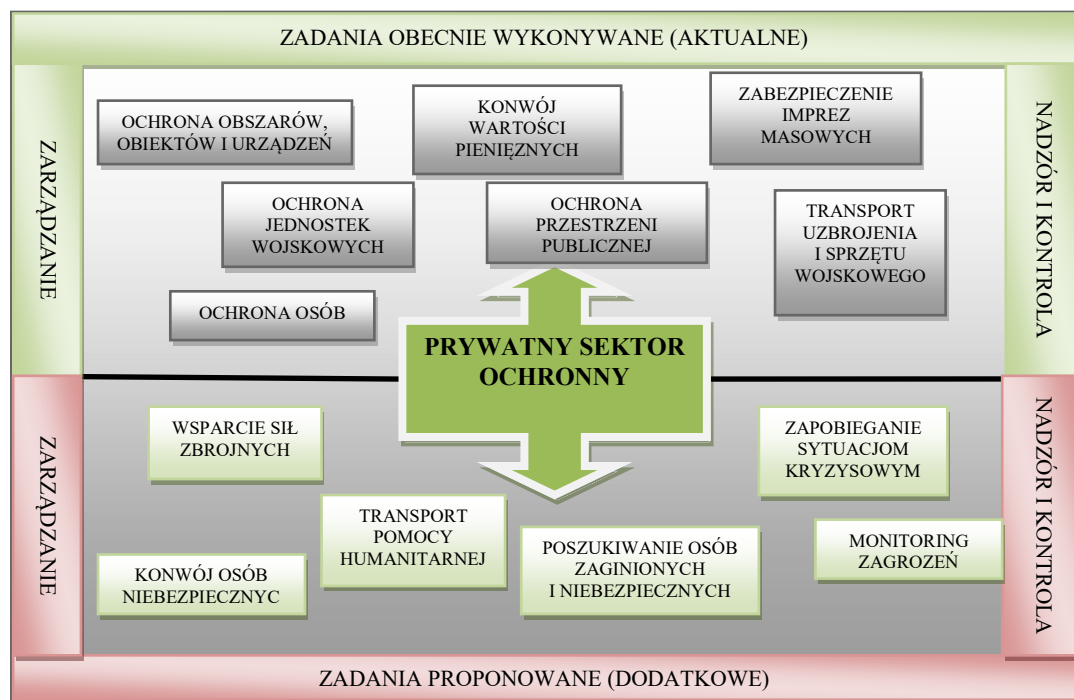 ZADANIA OBECNIE WYKONYWANE (AKTUALNE)
ZARZĄDZANIE
OCHRONA OBSZARÓW,
OBIEKTÓW I URZĄDZEŃ
KONWÓJ
WARTOŚCI
PIENIĘZNYCH
ZABEZPIECZENIE
IMPREZ
MASOWYCH
NADZÓR I KONTROLA
OCHRONA
JEDNOSTEK
WOJSKOWYCH
OCHRONA
PRZESTRZENI
PUBLICZNEJ
TRANSPORT
UZBROJENIA
I SPRZĘTU
WOJSKOWEGO
OCHRONA OSÓB
PRYWATNY SEKTOR
OCHRONNY
ZARZĄDZANIE
WSPARCIE SIŁ
ZBROJNYCH
ZAPOBIEGANIE
SYTUACJOM
KRYZYSOWYM
NADZÓR I KONTROLA
TRANSPORT
POMOCY
HUMANITARNEJ
POSZUKIWANIE OSÓB
ZAGINIONYCH
I NIEBEZPIECZNYCH
MONITORING
ZAGROZEŃ
KONWÓJ OSÓB
NIEBEZPIECZNYC
ZADANIA PROPONOWANE (DODATKOWE)